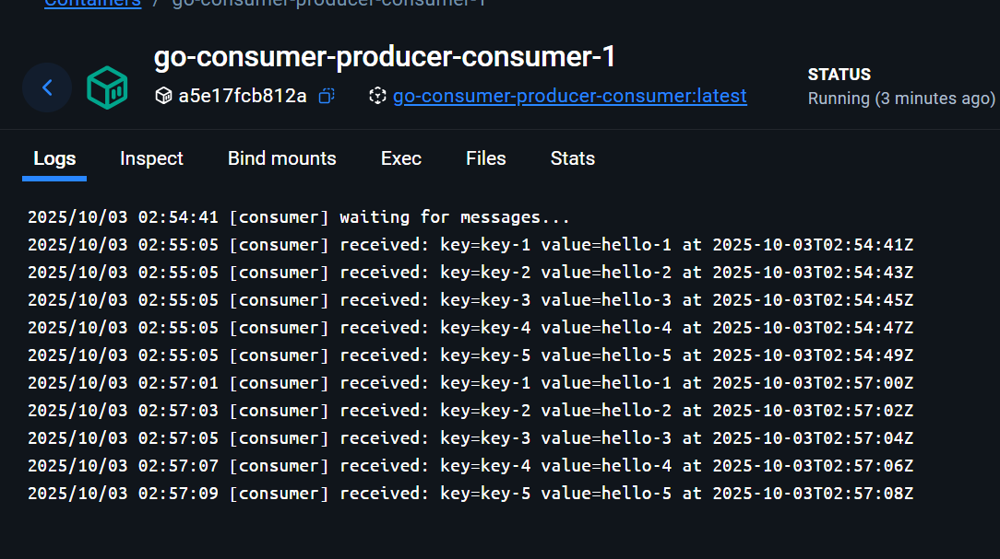 Containers / go-consumer-producer-consumer-1
go-consumer-producer-consumer-1
a5e17fcb812a go-consumer-producer-consumer:latest
STATUS
Running (3 minutes ago)
Logs Inspect Bind mounts Exec Files Stats
2025/10/03 02:54:41 [consumer] waiting for messages...
2025/10/03 02:55:05 [consumer] received: key=key-1 value=hello-1 at 2025-10-03T02:54:41Z
2025/10/03 02:55:05 [consumer] received: key=key-2 value=hello-2 at 2025-10-03T02:54:43Z
2025/10/03 02:55:05 [consumer] received: key=key-3 value=hello-3 at 2025-10-03T02:54:45Z
2025/10/03 02:55:05 [consumer] received: key=key-4 value=hello-4 at 2025-10-03T02:54:47Z
2025/10/03 02:55:05 [consumer] received: key=key-5 value=hello-5 at 2025-10-03T02:54:49Z
2025/10/03 02:57:01 [consumer] received: key=key-1 value=hello-1 at 2025-10-03T02:57:00Z
2025/10/03 02:57:03 [consumer] received: key=key-2 value=hello-2 at 2025-10-03T02:57:02Z
2025/10/03 02:57:05 [consumer] received: key=key-3 value=hello-3 at 2025-10-03T02:57:04Z
2025/10/03 02:57:07 [consumer] received: key=key-4 value=hello-4 at 2025-10-03T02:57:06Z
2025/10/03 02:57:09 [consumer] received: key=key-5 value=hello-5 at 2025-10-03T02:57:08Z